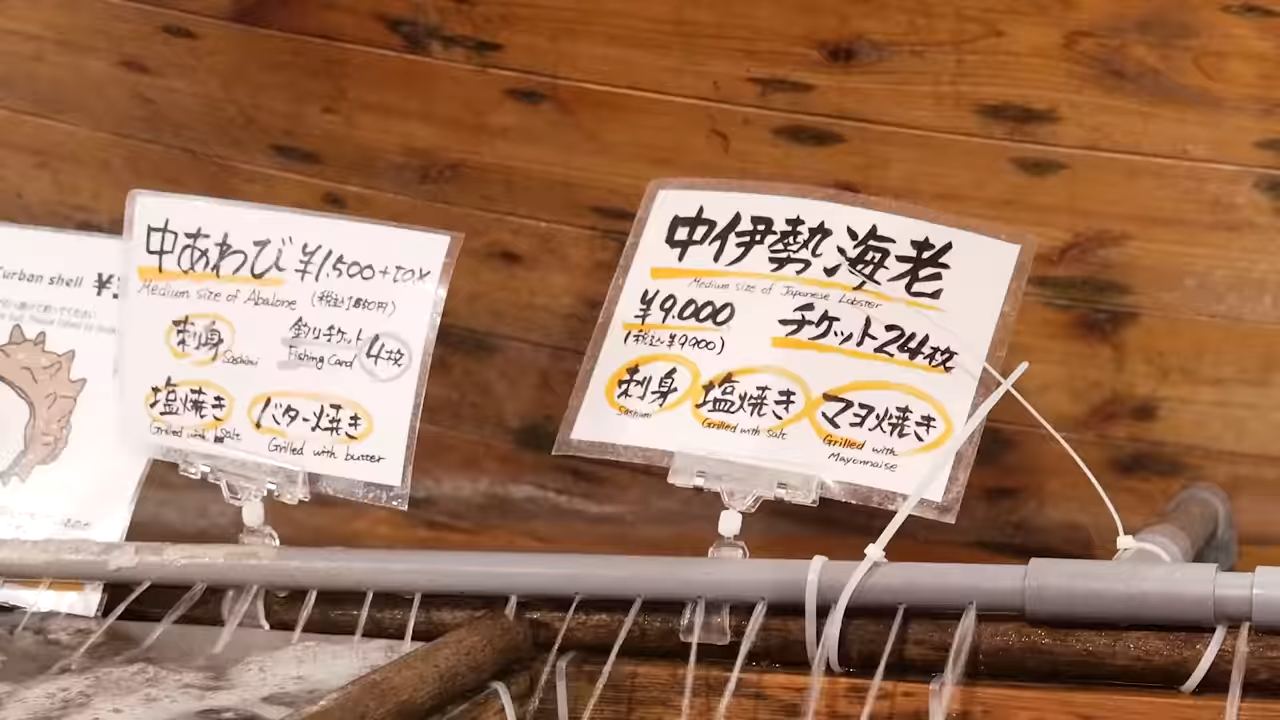 urban shell ¥
中あわび ¥1,500+tax
Medium size of Abalone (税込1650円)
刺身 Sashimi
釣りチケット 4枚
Fishing Card
塩焼き
Grilled with salt
バター焼き
Grilled with butter
中伊勢海老
Medium size of Japanese Lobster
¥9.000
(税込¥9900)
チケット24枚
刺身
Sashimi
塩焼き
Grilled with salt
マヨ焼き
Grilled with
Mayonnaise